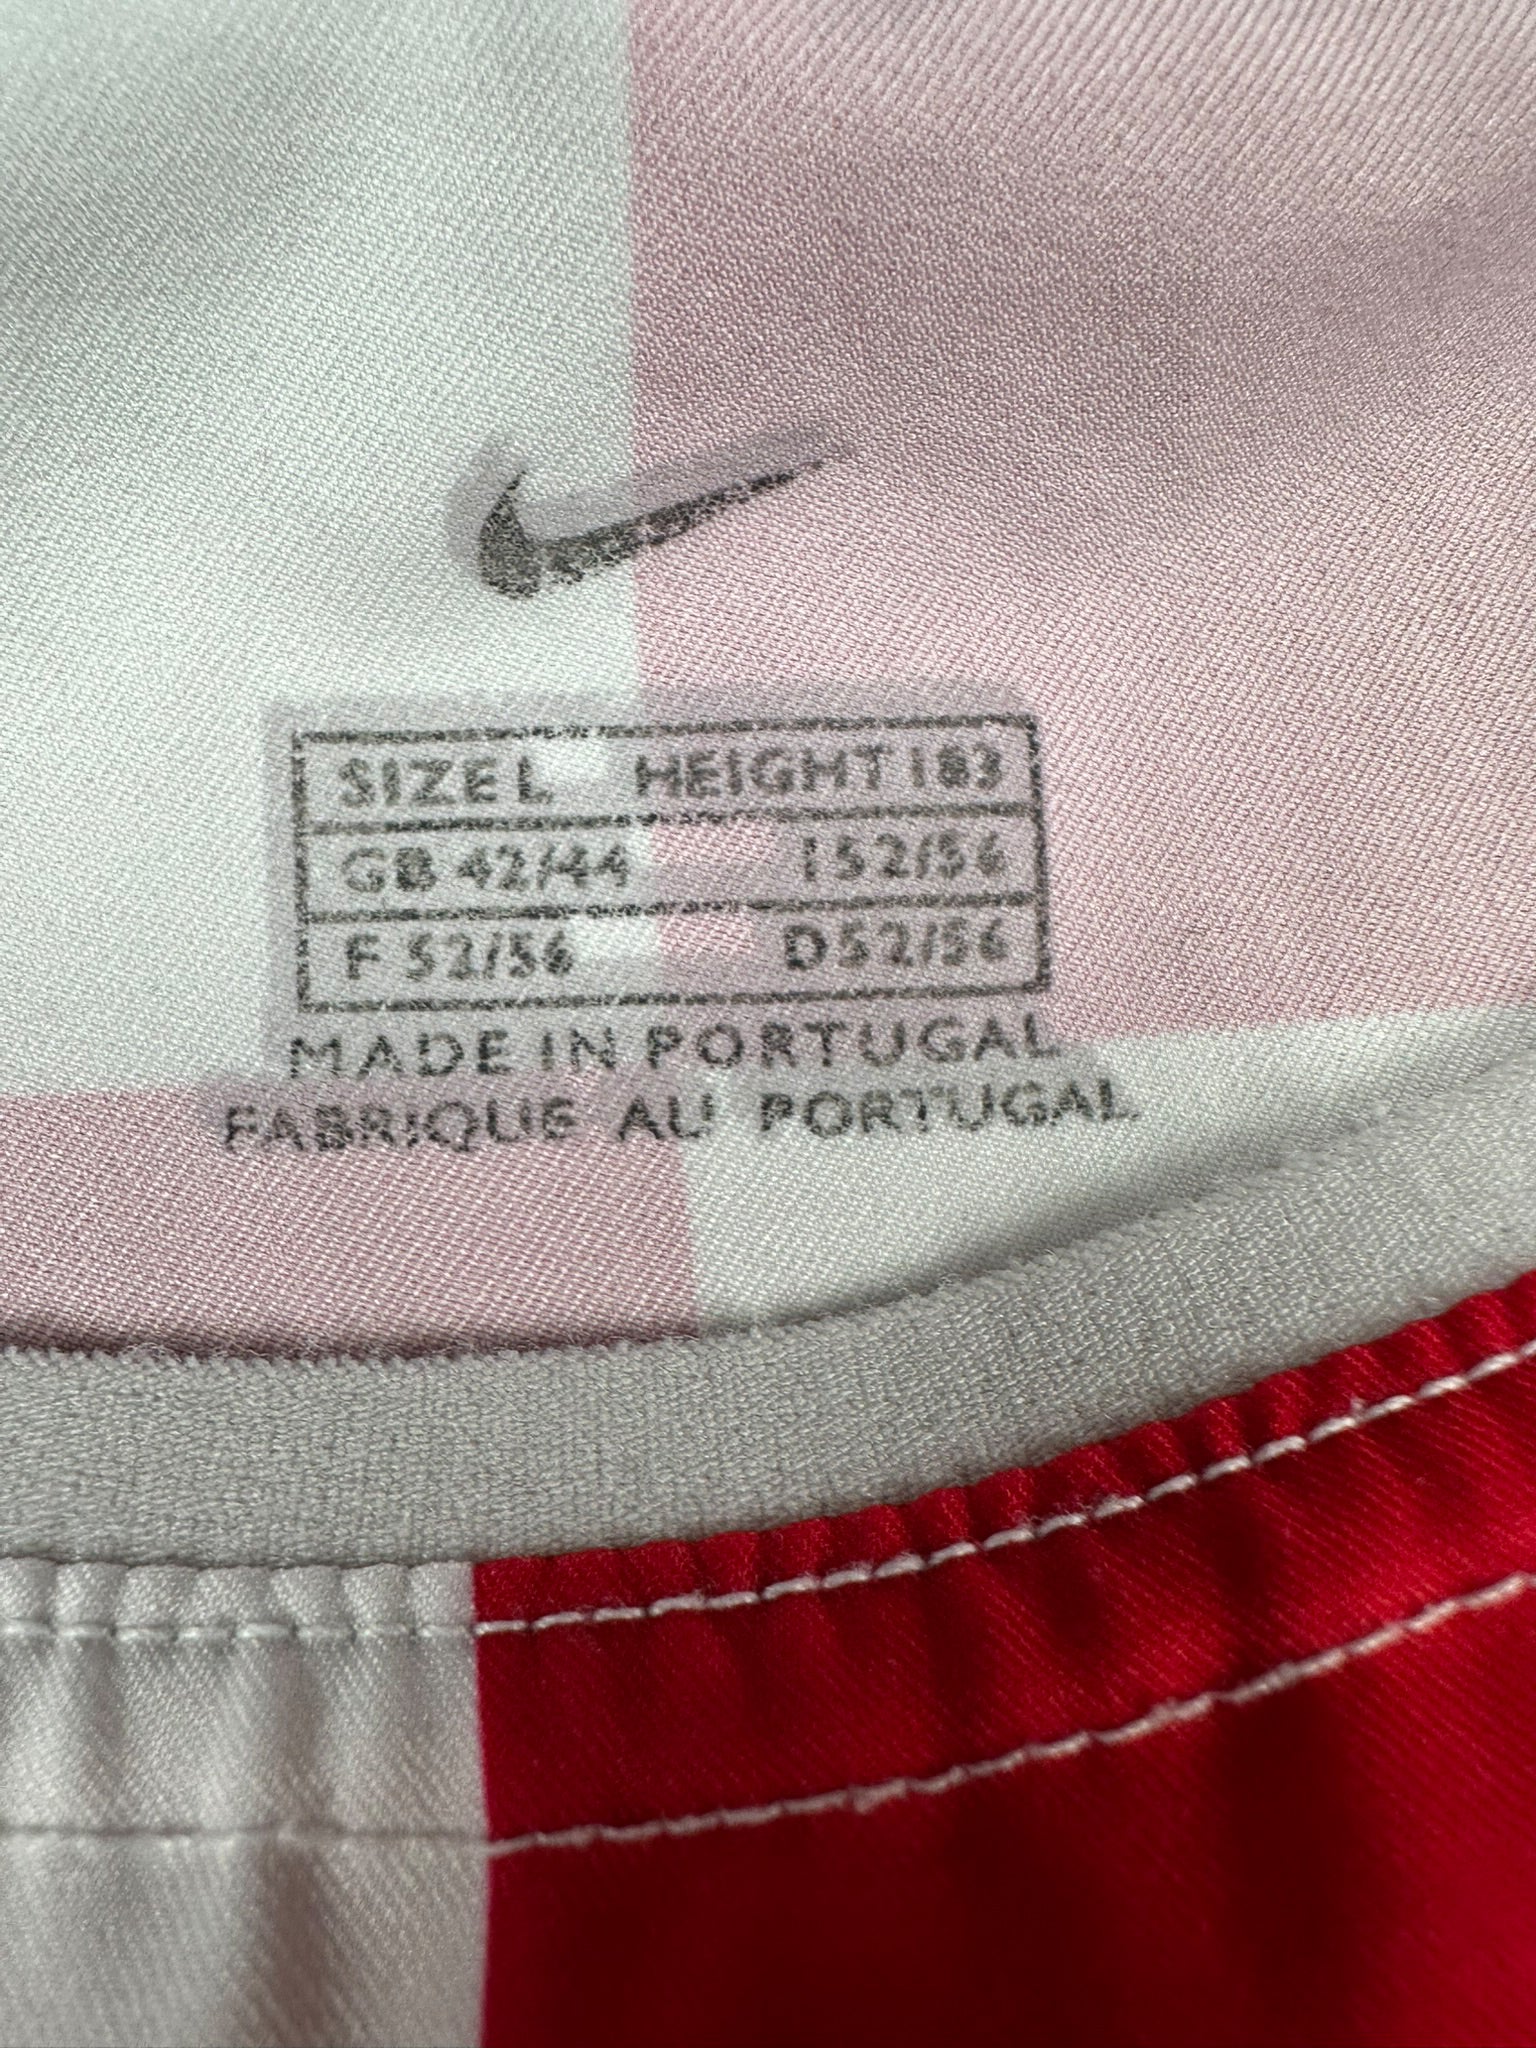 SIZE L HEIGHT 183
GB 42/44 I 52/56
F 52/56 D 52/56
MADE IN PORTUGAL
FABRIQUE AU PORTUGAL